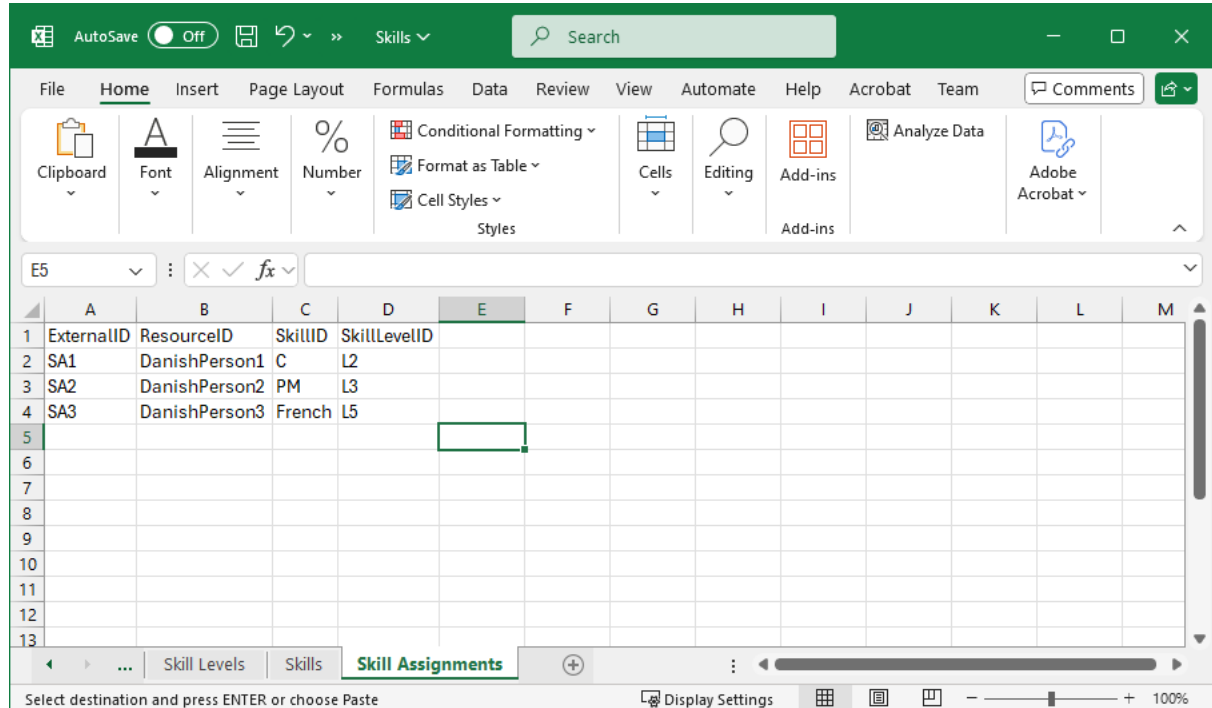 AutoSave Off Skills Search
File Home Insert Page Layout Formulas Data Review View Automate Help Acrobat Team Comments
Clipboard Font Alignment Number Conditional Formatting Format as Table Cell Styles Styles Cells Editing Add-ins Add-ins Analyze Data Adobe Acrobat
E5 fx
A B C D E F G H I J K L M
1 ExternalID ResourceID SkillID SkillLevelID
2 SA1 DanishPerson1 C L2
3 SA2 DanishPerson2 PM L3
4 SA3 DanishPerson3 French L5
5
6
7
8
9
10
11
12
13
... Skill Levels Skills Skill Assignments
Select destination and press ENTER or choose Paste Display Settings 100%